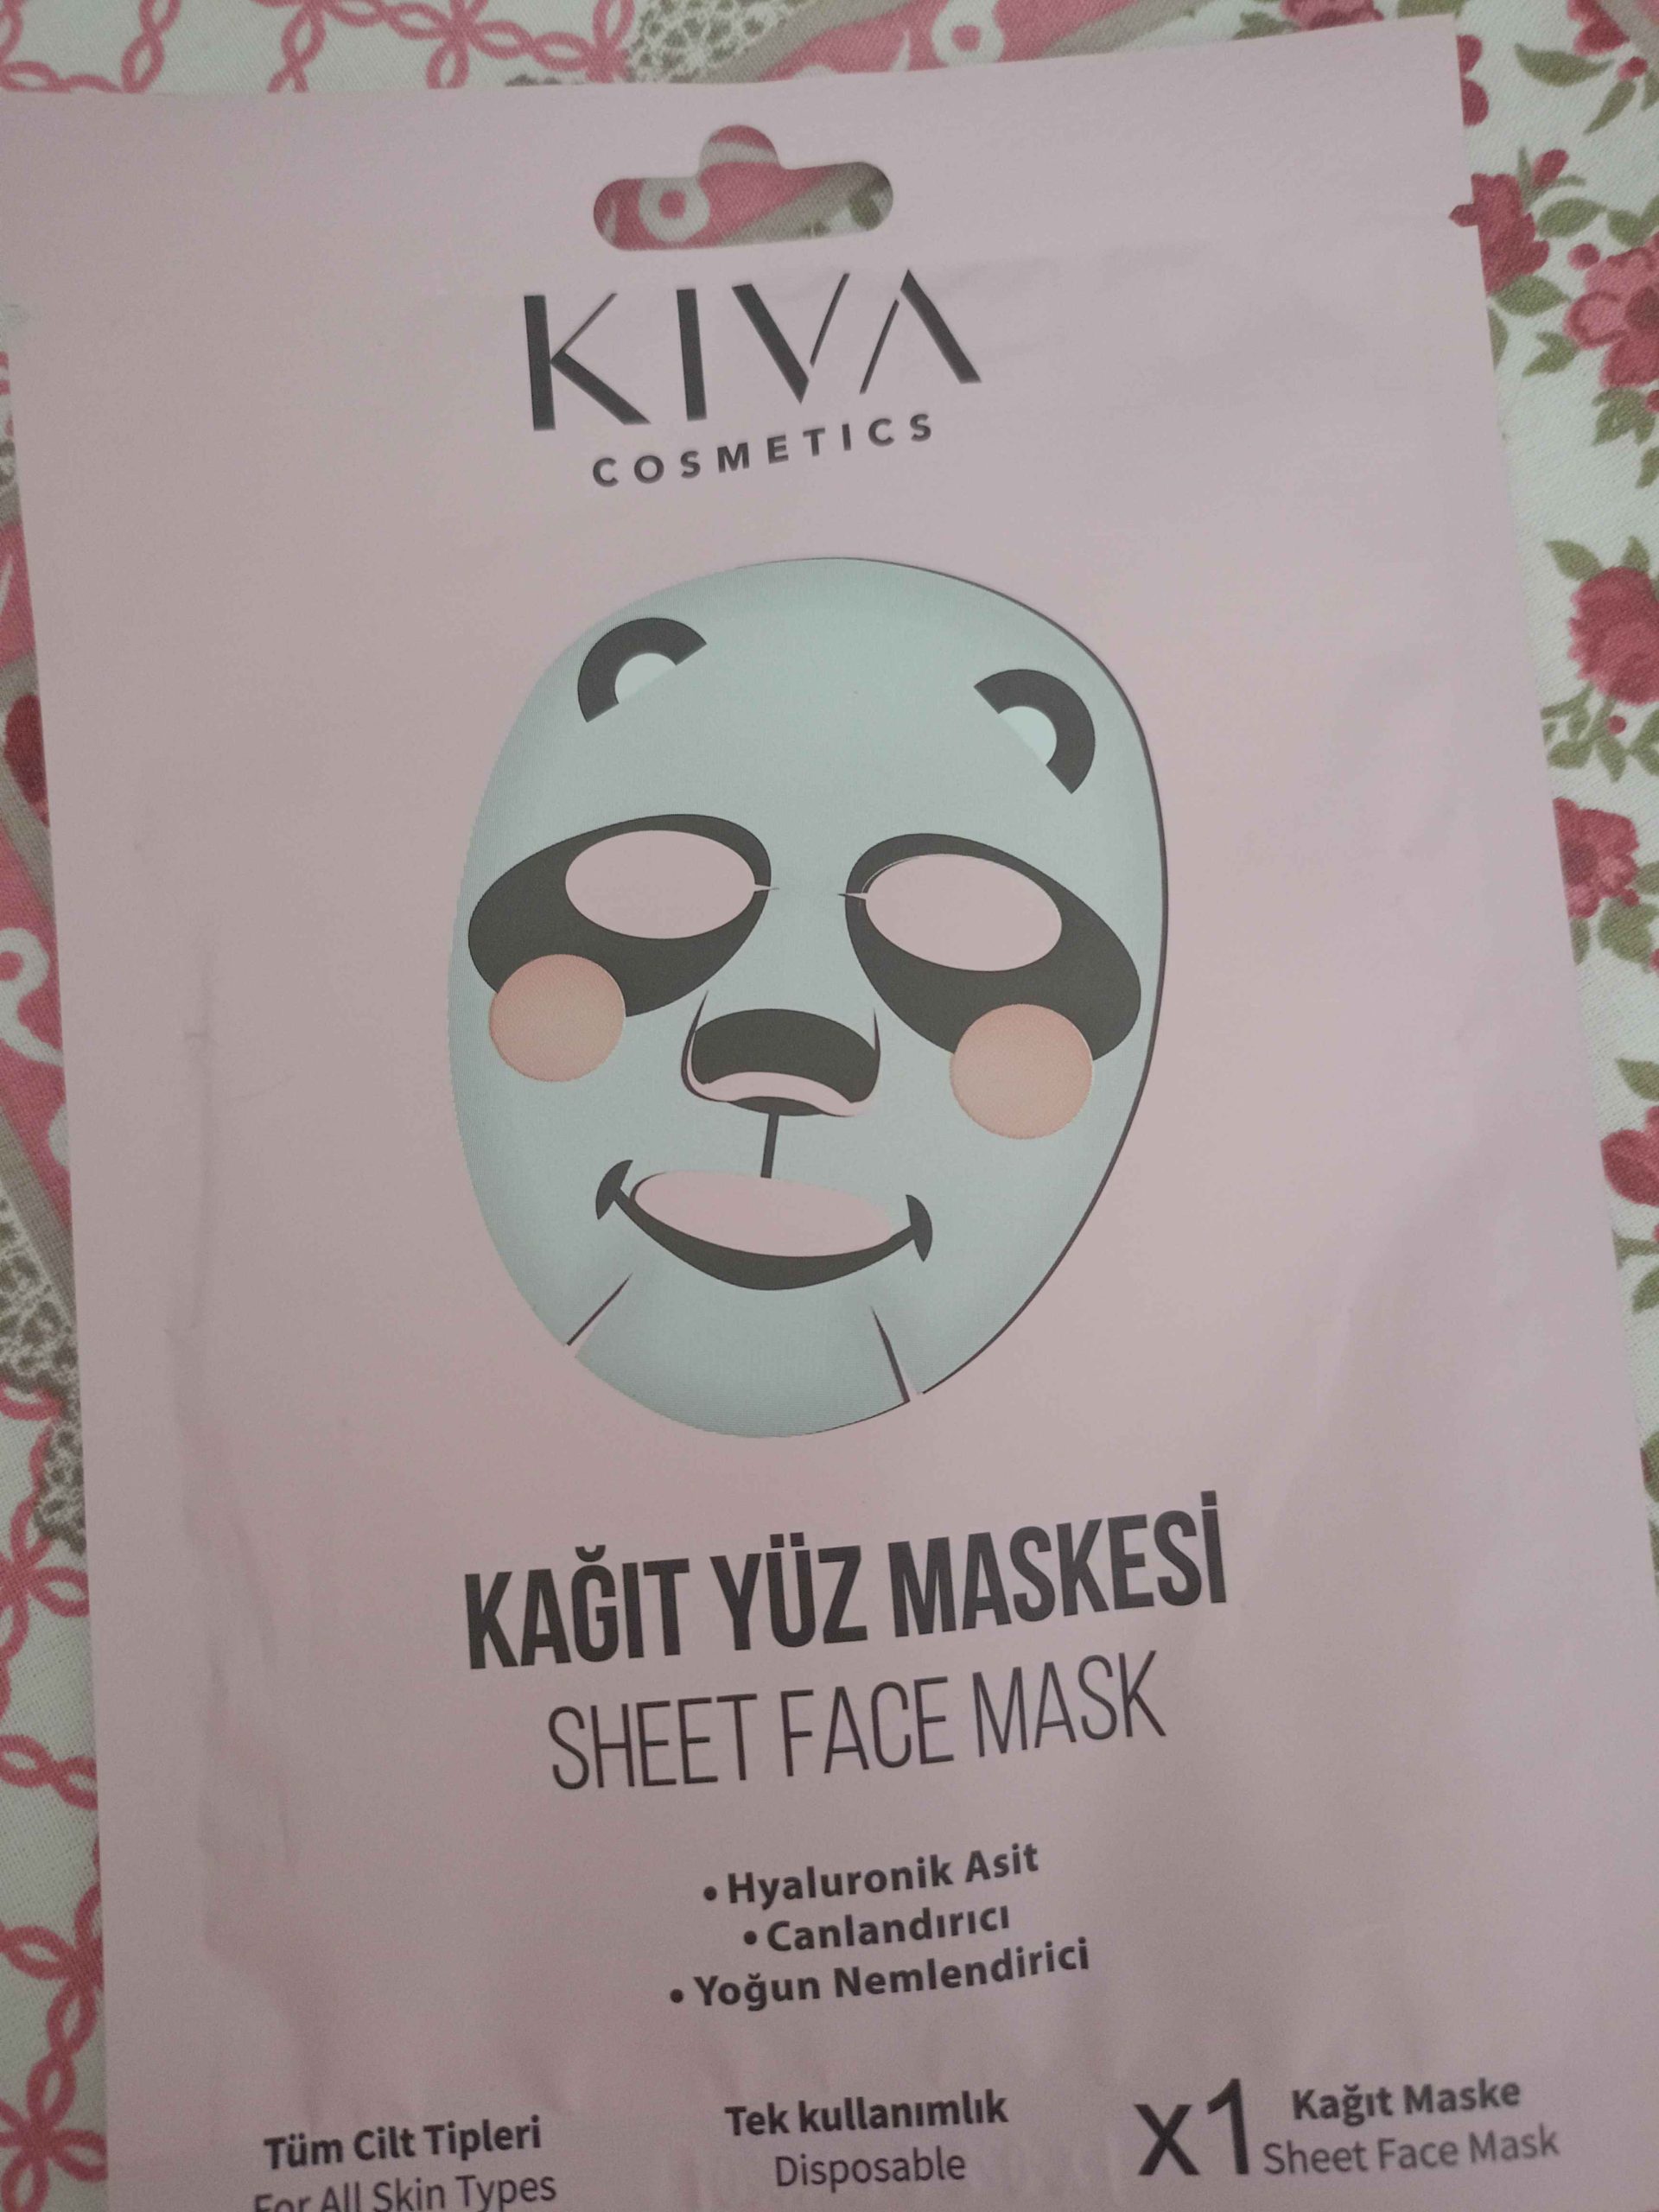 KIVA
COSMETICS
KAĞIT YÜZ MASKESİ
SHEET FACE MASK
• Hyaluronik Asit
• Canlandırıcı
• Yoğun Nemlendirici
Tüm Cilt Tipleri
For All Skin Types
Tek kullanımlık
Disposable
x1 Kağıt Maske
Sheet Face Mask